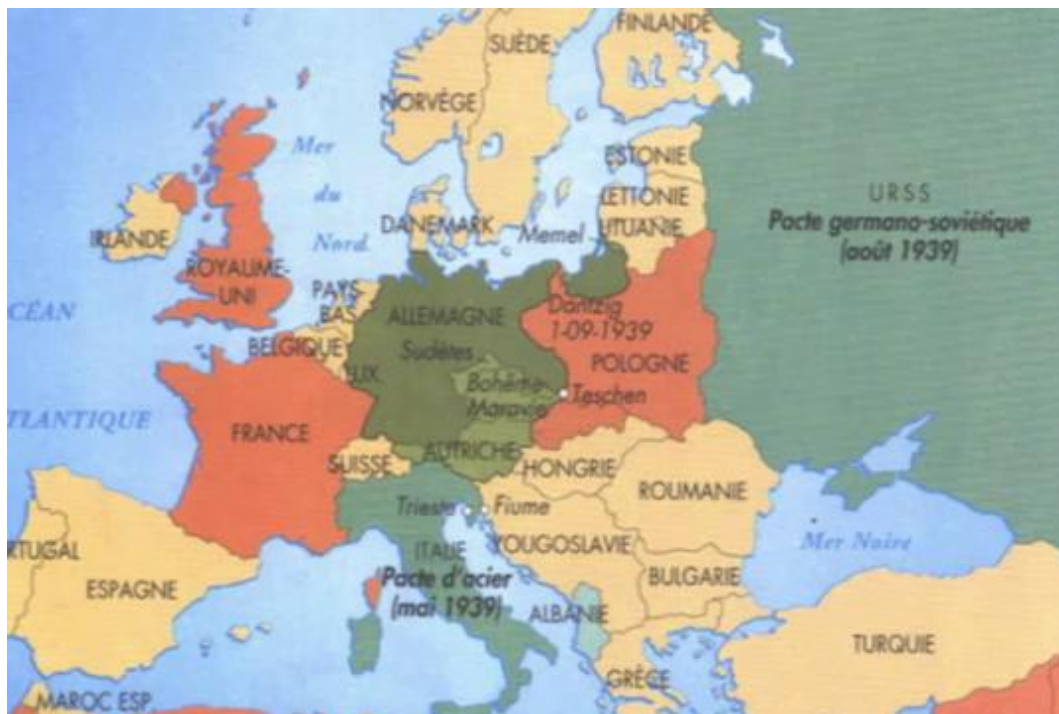 FINLANDE
SUÈDE
NORVÈGE
Mer
du
Nord
ESTONIE
LETTONIE
LITUANIE
URSS
Pacte germano-soviétique
(août 1939)
DANEMARK
Memel
IRLANDE
ROYAUME-
UNI
PAYS
BAS
OCÉAN
ATLANTIQUE
ALLEMAGNE
Dantzig
1-09-1939
BELGIQUE
Sudètes
POLOGNE
LUX.
Bohême
Moravie
Teschen
FRANCE
AUTRICHE
SUISSE
HONGRIE
ROUMANIE
Trieste
Fiume
Mer Noire
ITALIE
YOUGOSLAVIE
RTUGAL
ESPAGNE
Pacte d'acier
(mai 1939)
BULGARIE
ALBANIE
TURQUIE
GRÈCE
MAROC ESP.